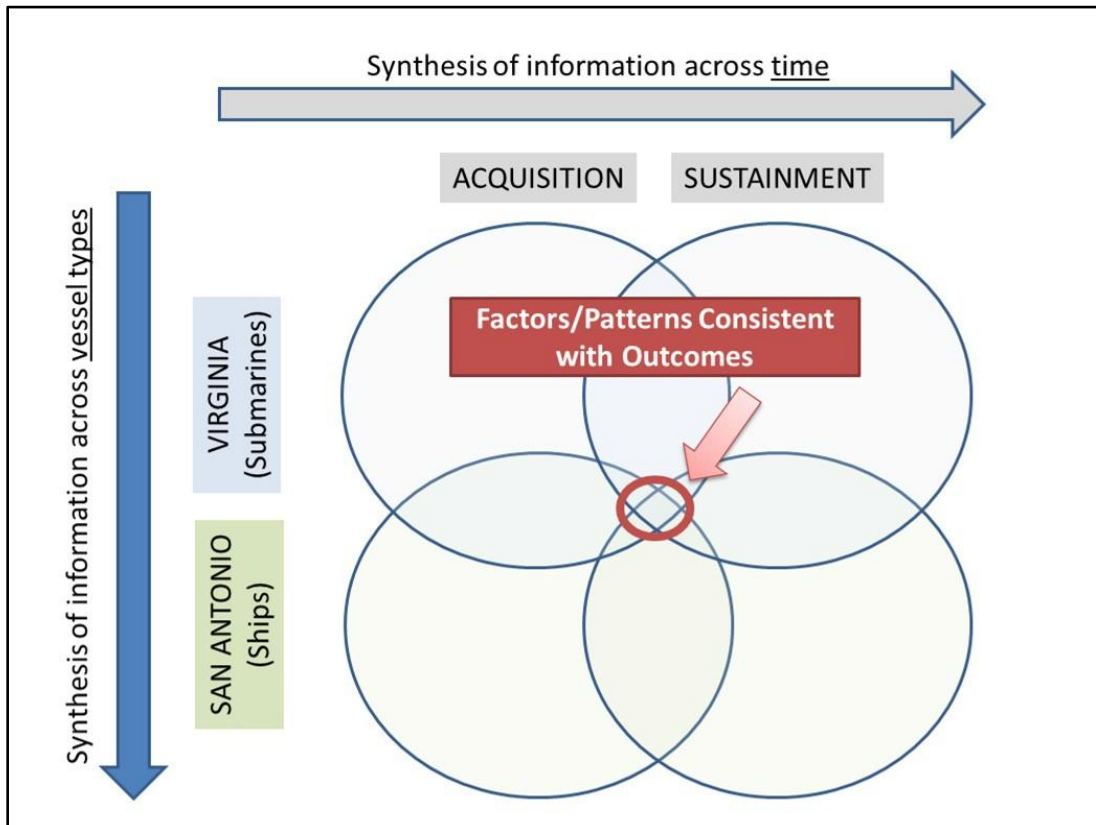 Synthesis of information across time
ACQUISITION
SUSTAINMENT
Synthesis of information across vessel types
VIRGINIA
(Submarines)
Factors/Patterns Consistent
with Outcomes
SAN ANTONIO
(Ships)